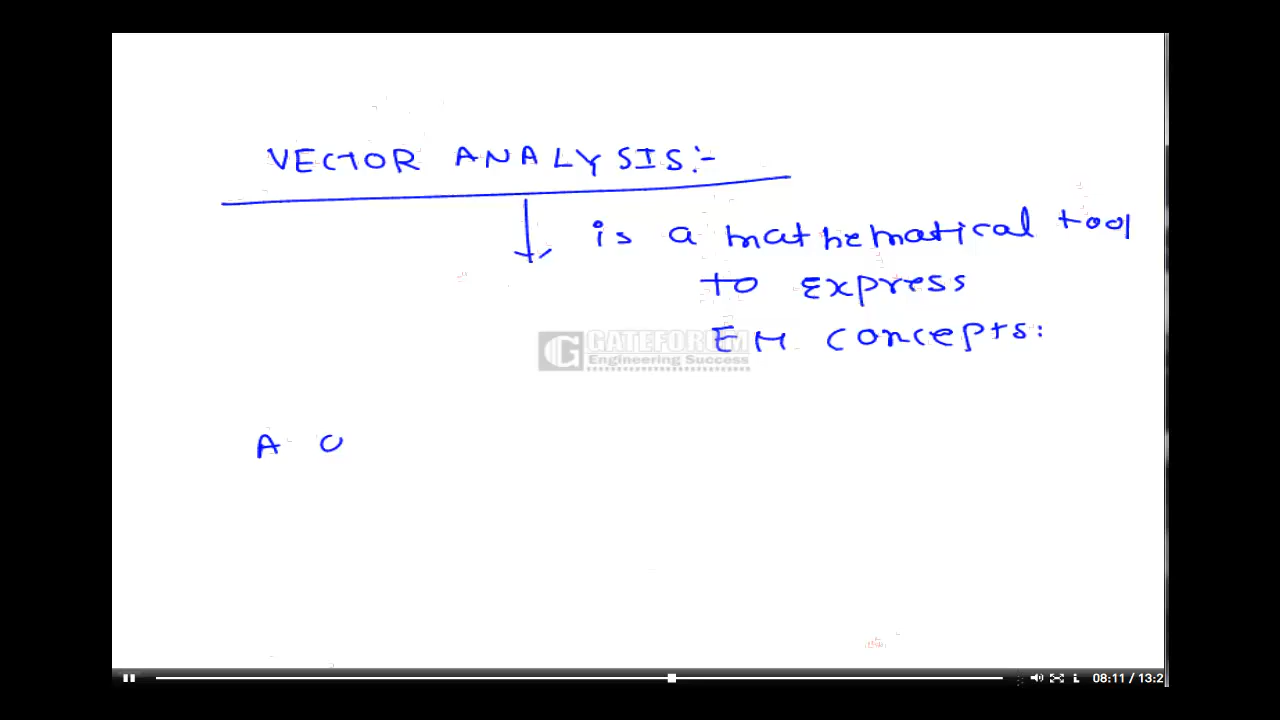 VECTOR ANALYSIS:-
is a mathematical tool
to express
EM concepts:
GATEFORUM
Engineering Success
A C
08:11 / 13:2